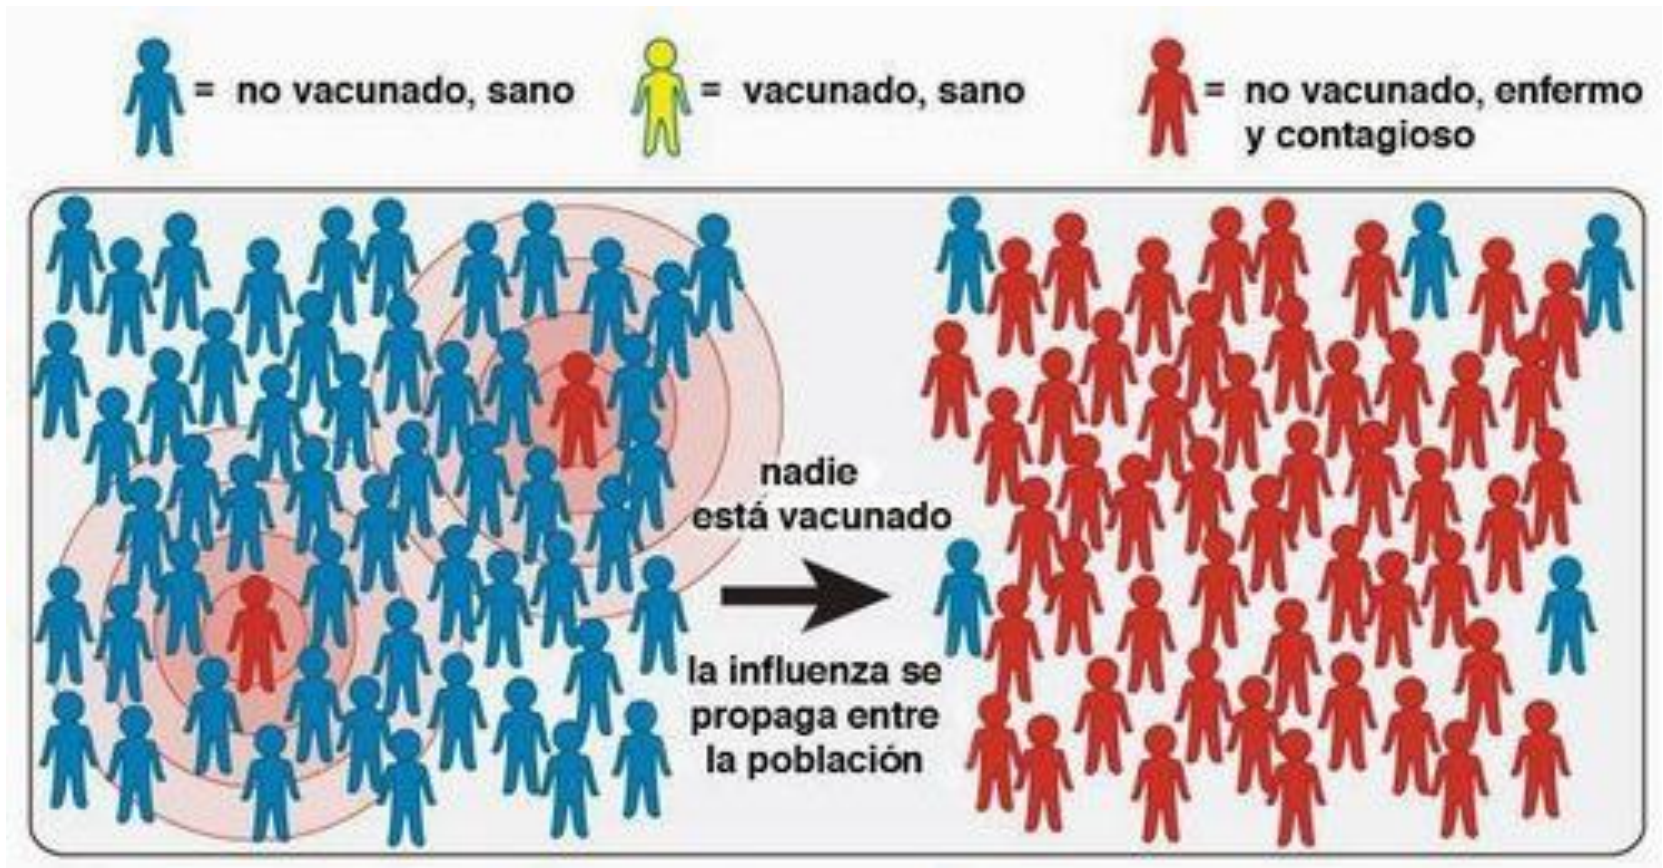 = no vacunado, sano
= vacunado, sano
= no vacunado, enfermo
y contagioso
nadie
está vacunado
la influenza se
propaga entre
la población